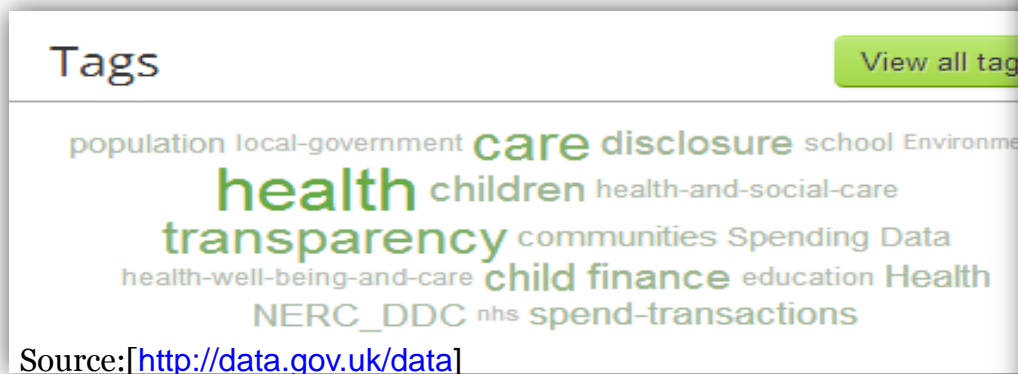 Tags
View all tag
population local-government care disclosure school Environme
health children health-and-social-care
transparency communities Spending Data
health-well-being-and-care child finance education Health
NERC_DDC nhs spend-transactions
Source:[http://data.gov.uk/data]